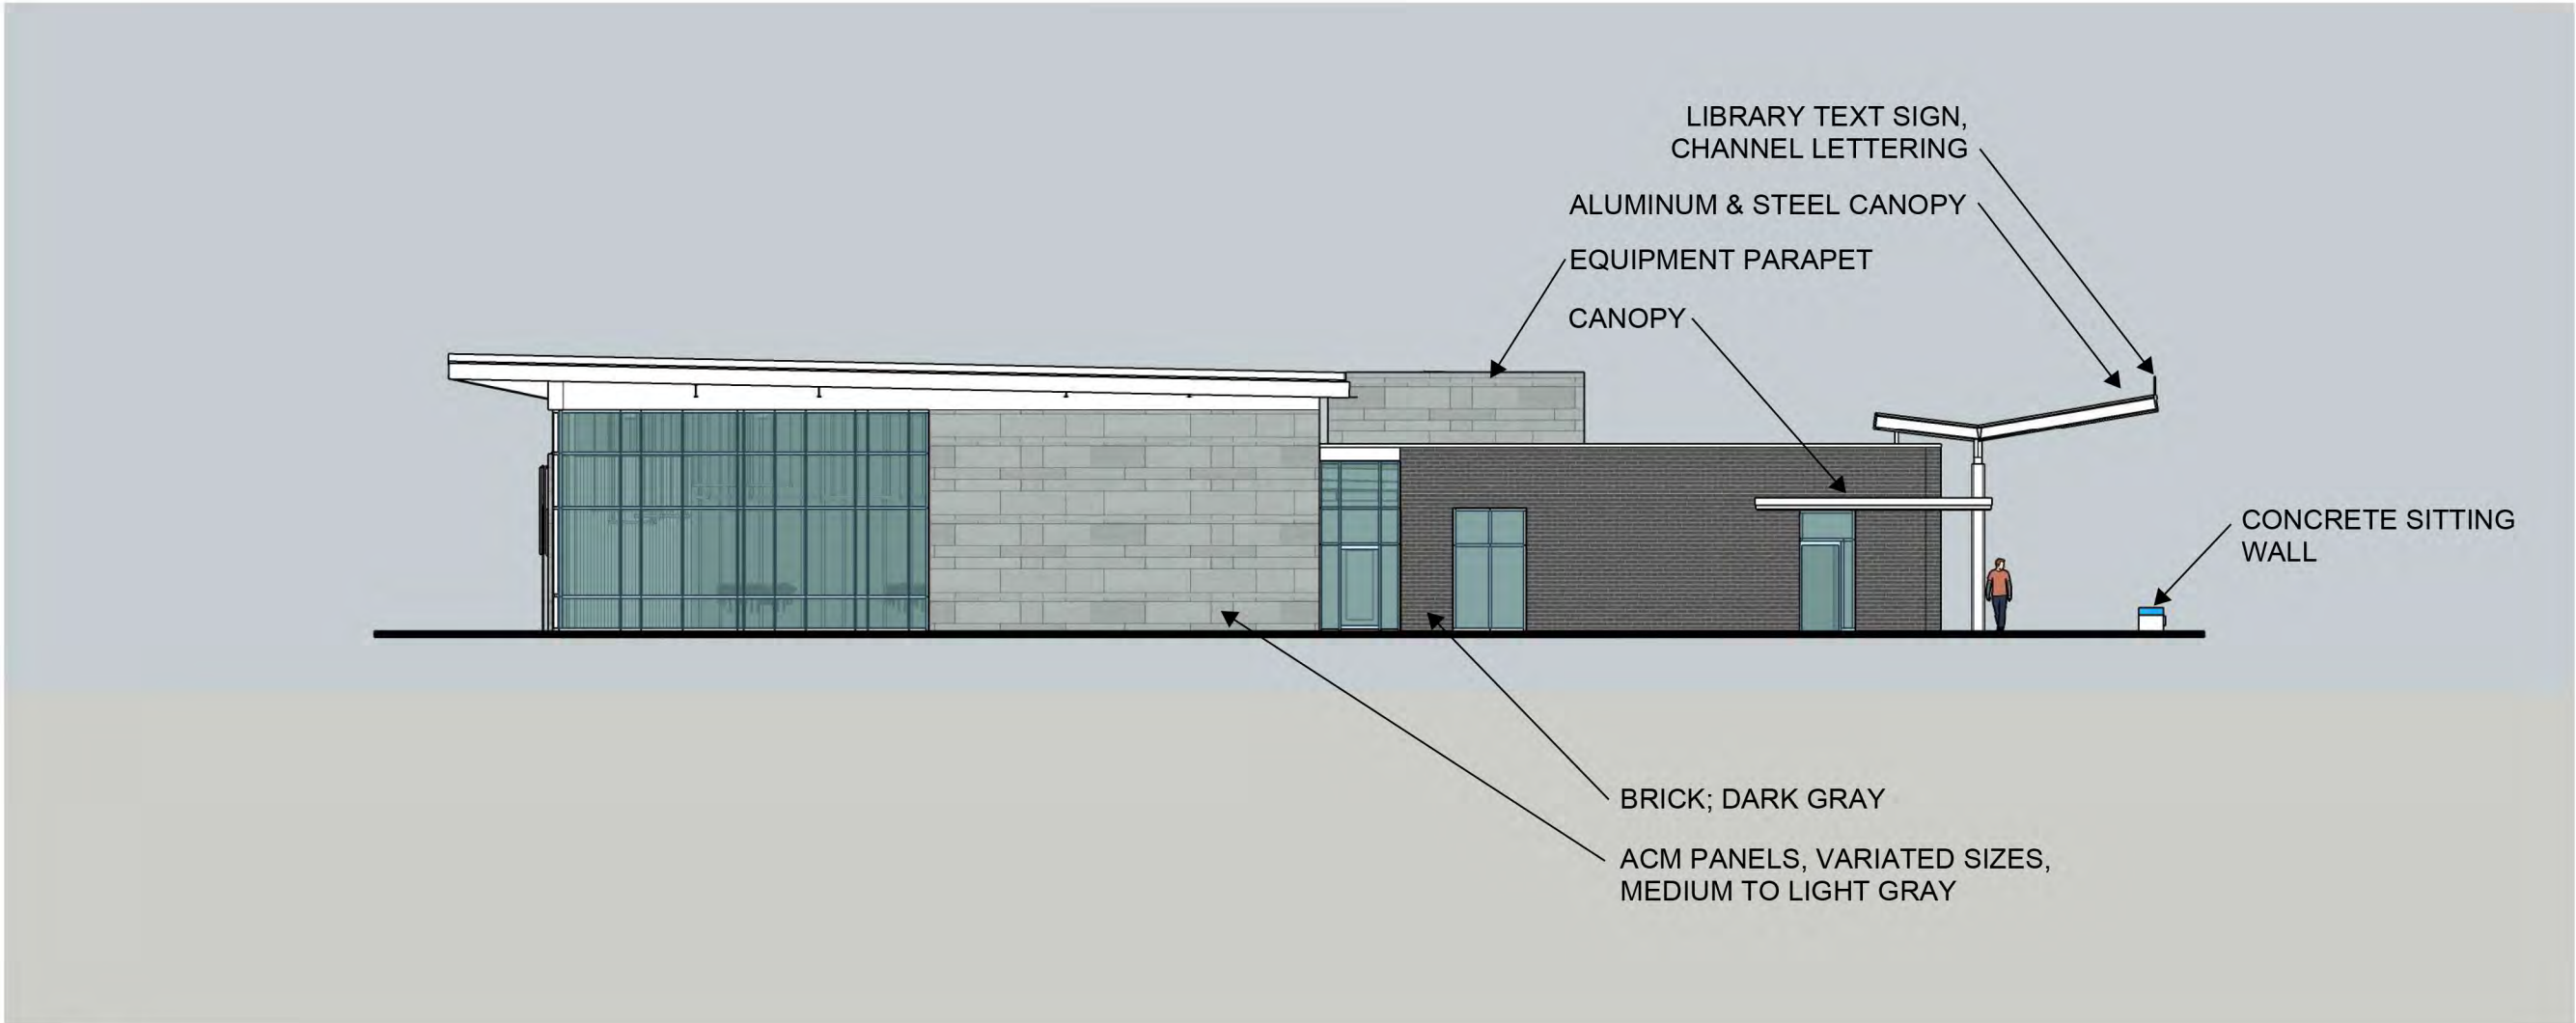 LIBRARY TEXT SIGN,
CHANNEL LETTERING
ALUMINUM & STEEL CANOPY
EQUIPMENT PARAPET
CANOPY
CONCRETE SITTING
WALL
BRICK; DARK GRAY
ACM PANELS, VARIATED SIZES,
MEDIUM TO LIGHT GRAY